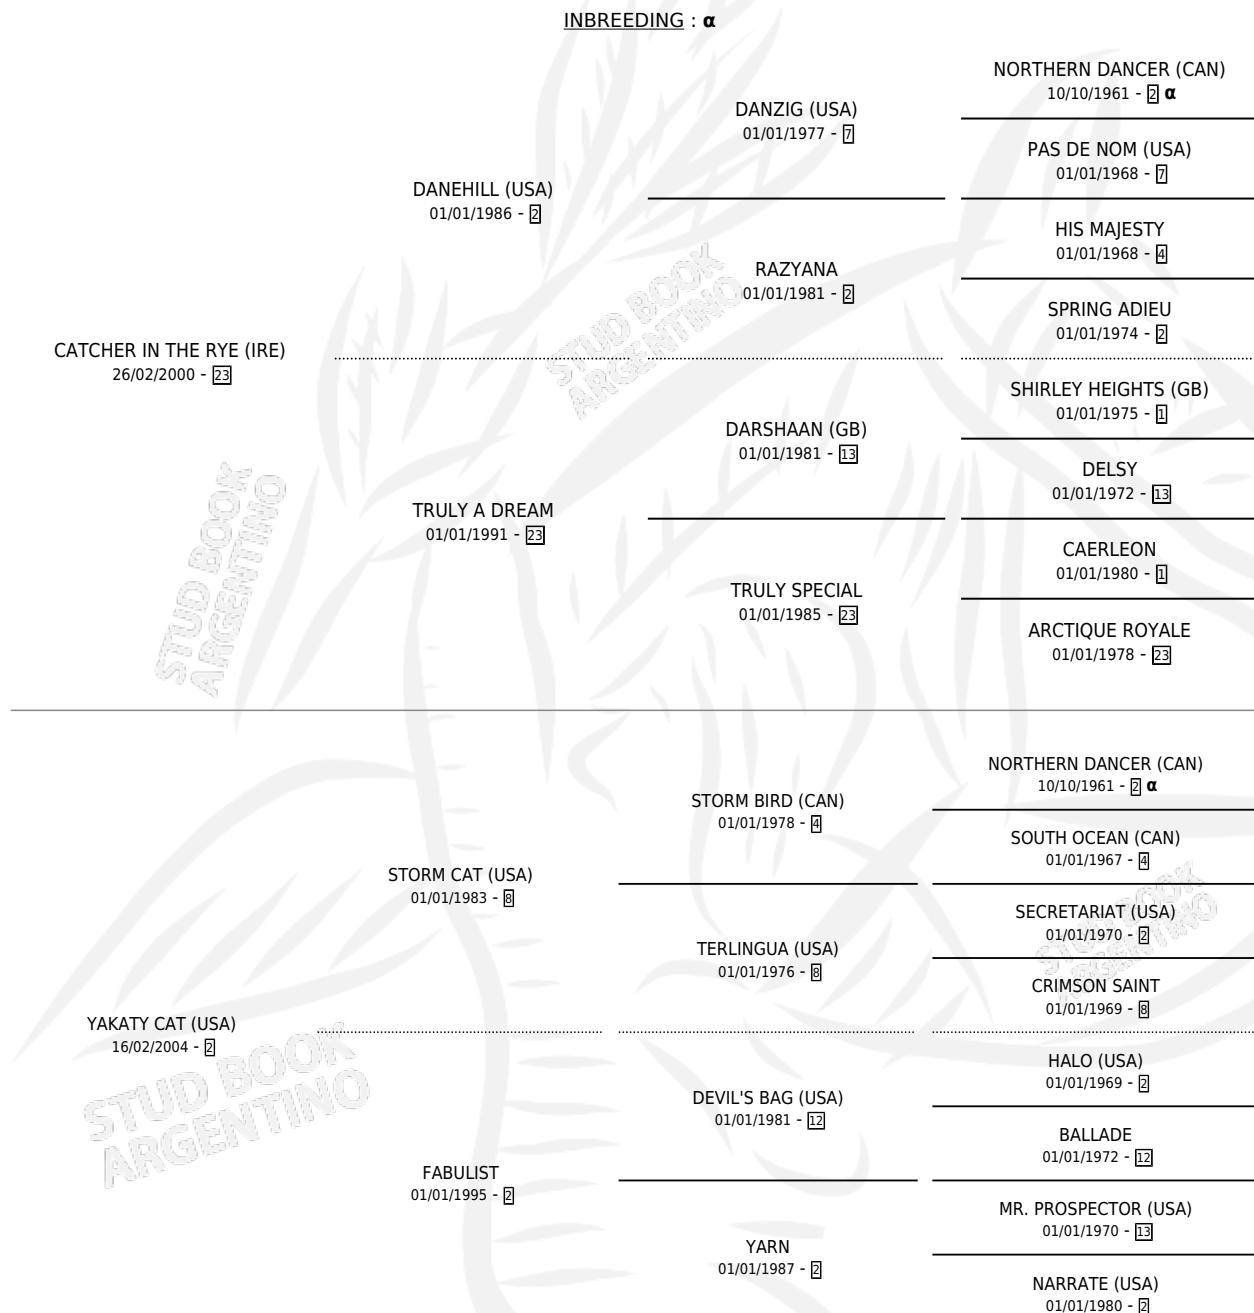 INBREEDING : α
NORTHERN DANCER (CAN)
10/10/1961 - 2 α
DANZIG (USA)
01/01/1977 - 7
PAS DE NOM (USA)
01/01/1968 - 7
DANEHILL (USA)
01/01/1986 - 2
HIS MAJESTY
01/01/1968 - 4
RAZYANA
01/01/1981 - 2
SPRING ADIEU
01/01/1974 - 2
CATCHER IN THE RYE (IRE)
26/02/2000 - 23
SHIRLEY HEIGHTS (GB)
01/01/1975 - 1
DARSHAAN (GB)
01/01/1981 - 13
DELSY
01/01/1972 - 13
TRULY A DREAM
01/01/1991 - 23
CAERLEON
01/01/1980 - 1
TRULY SPECIAL
01/01/1985 - 23
ARCTIQUE ROYALE
01/01/1978 - 23
NORTHERN DANCER (CAN)
10/10/1961 - 2 α
STORM BIRD (CAN)
01/01/1978 - 4
SOUTH OCEAN (CAN)
01/01/1967 - 4
STORM CAT (USA)
01/01/1983 - 8
SECRETARIAT (USA)
01/01/1970 - 2
TERLINGUA (USA)
01/01/1976 - 8
CRIMSON SAINT
01/01/1969 - 8
YAKATY CAT (USA)
16/02/2004 - 2
HALO (USA)
01/01/1969 - 2
DEVIL'S BAG (USA)
01/01/1981 - 12
BALLADE
01/01/1972 - 12
FABULIST
01/01/1995 - 2
MR. PROSPECTOR (USA)
01/01/1970 - 13
YARN
01/01/1987 - 2
NARRATE (USA)
01/01/1980 - 2
STUD BOOK
ARGENTINO
STUD BOOK
ARGENTINO
STUD BOOK
ARGENTINO
STUD BOOK
ARGENTINO